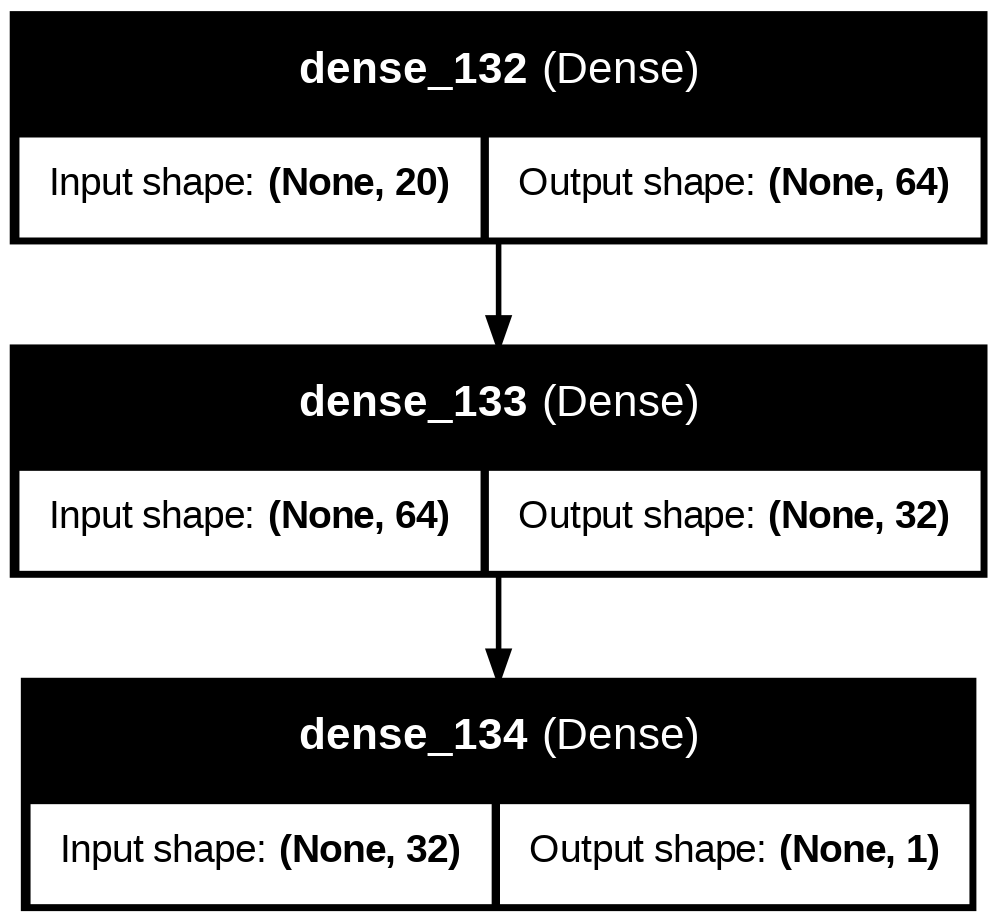 dense_132 (Dense)
Input shape: (None, 20) Output shape: (None, 64)
dense_133 (Dense)
Input shape: (None, 64) Output shape: (None, 32)
dense_134 (Dense)
Input shape: (None, 32) Output shape: (None, 1)